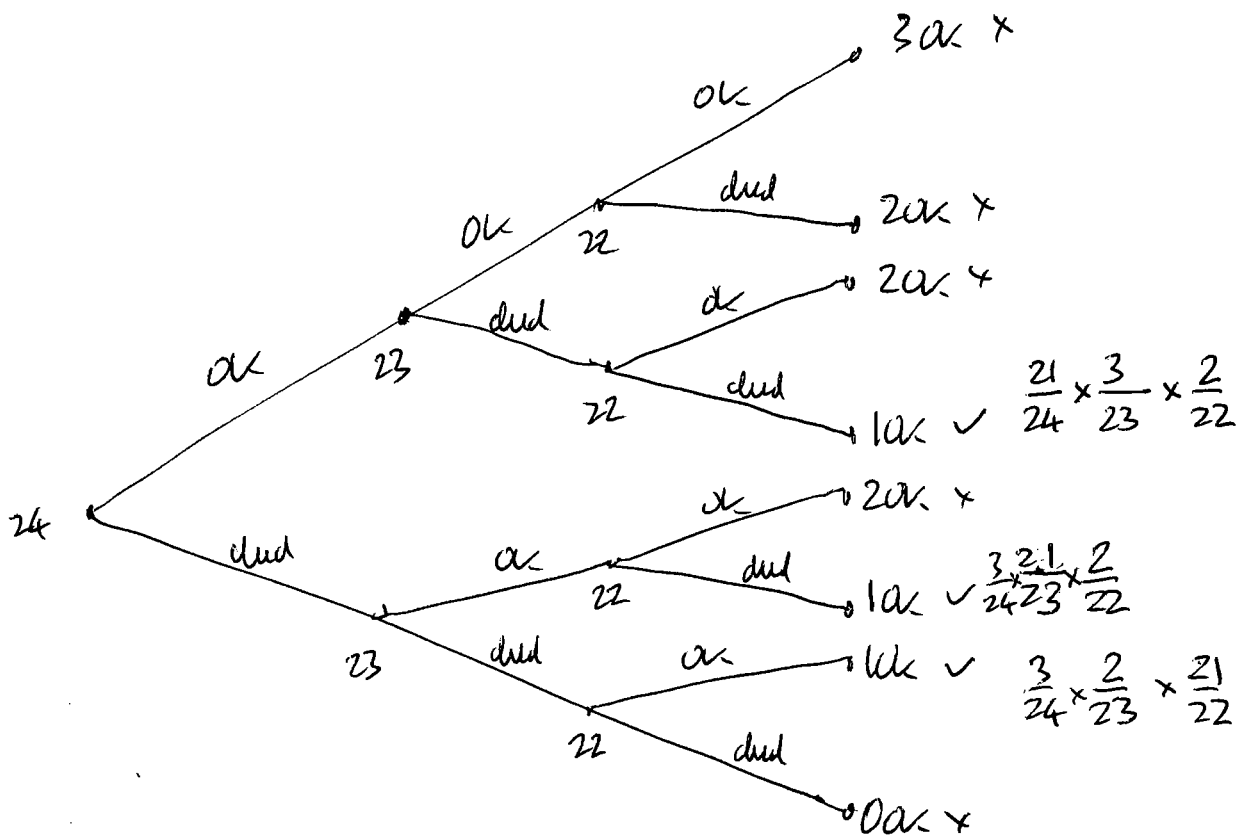 ok 3ok ×
ok dud 2ok ×
22
ok 23 dud ok 2ok ×
22 dud 1ok ✓ 21/24 × 3/23 × 2/22
24 dud ok ok 2ok ×
22 dud 1ok ✓ 3/24 × 21/23 × 2/22
23 dud ok 1ok ✓ 3/24 × 2/23 × 21/22
22 dud 0ok ×